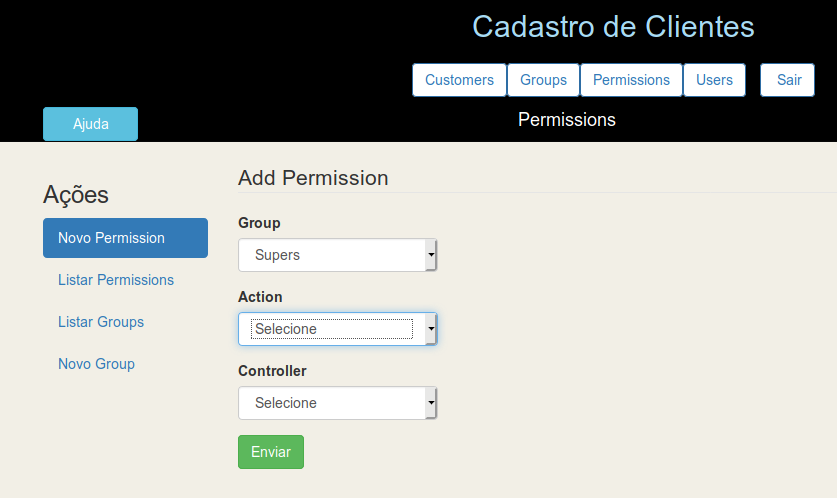 Cadastro de Clientes
Customers Groups Permissions Users Sair
Ajuda
Permissions
Ações
Novo Permission
Listar Permissions
Listar Groups
Novo Group
Add Permission
Group
Supers
Action
Selecione
Controller
Selecione
Enviar